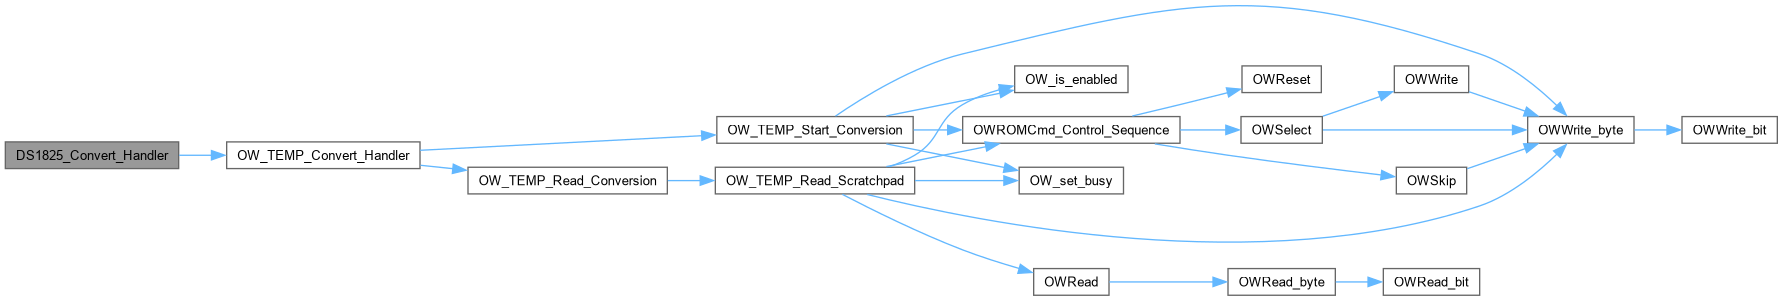 DS1825_Convert_Handler
OW_TEMP_Convert_Handler
OW_TEMP_Start_Conversion
OW_TEMP_Read_Conversion
OW_TEMP_Read_Scratchpad
OW_is_enabled
OWROMCmd_Control_Sequence
OW_set_busy
OWRead
OWReset
OWSelect
OWRead_byte
OWWrite
OWSkip
OWRead_bit
OWWrite_byte
OWWrite_bit